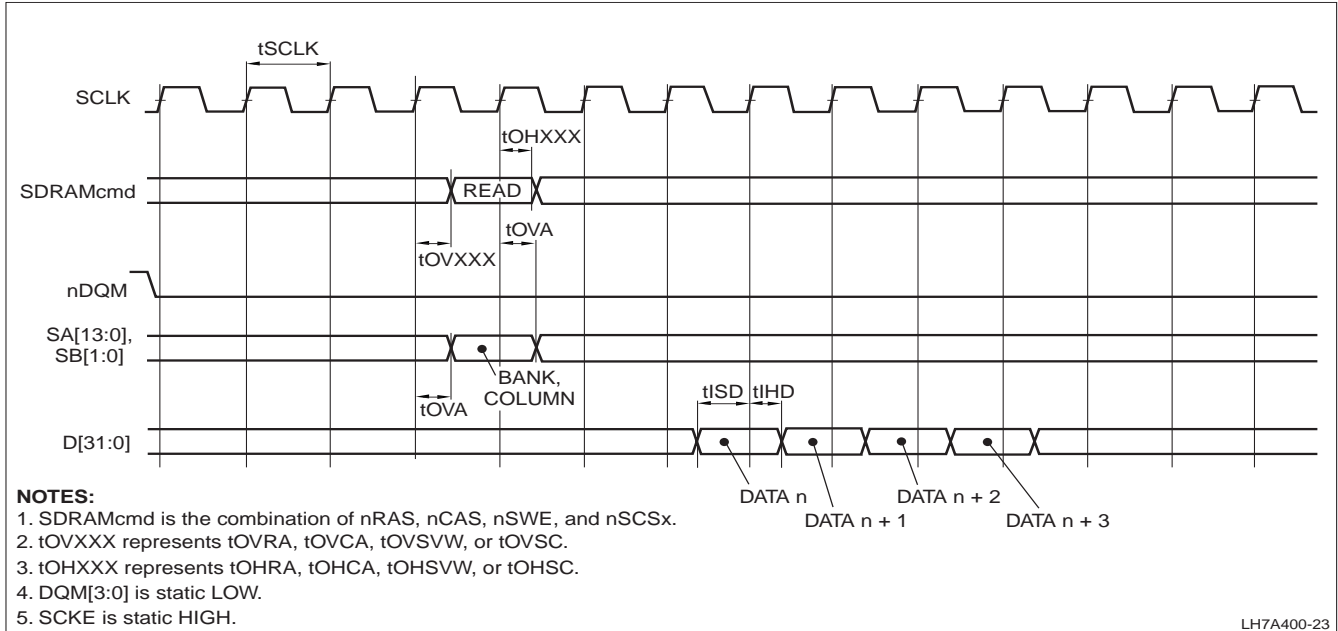 tSCLK
SCLK
tOHXXX
SDRAMcmd
READ
tOVA
tOVXXX
nDQM
SA[13:0],
SB[1:0]
BANK,
COLUMN
tISD
tIHD
tOVA
D[31:0]
DATA n
DATA n + 2
DATA n + 1
DATA n + 3
NOTES:
1. SDRAMcmd is the combination of nRAS, nCAS, nSWE, and nSCSx.
2. tOVXXX represents tOVRA, tOVCA, tOVSVW, or tOVSC.
3. tOHXXX represents tOHRA, tOHCA, tOHSVW, or tOHSC.
4. DQM[3:0] is static LOW.
5. SCKE is static HIGH.
LH7A400-23